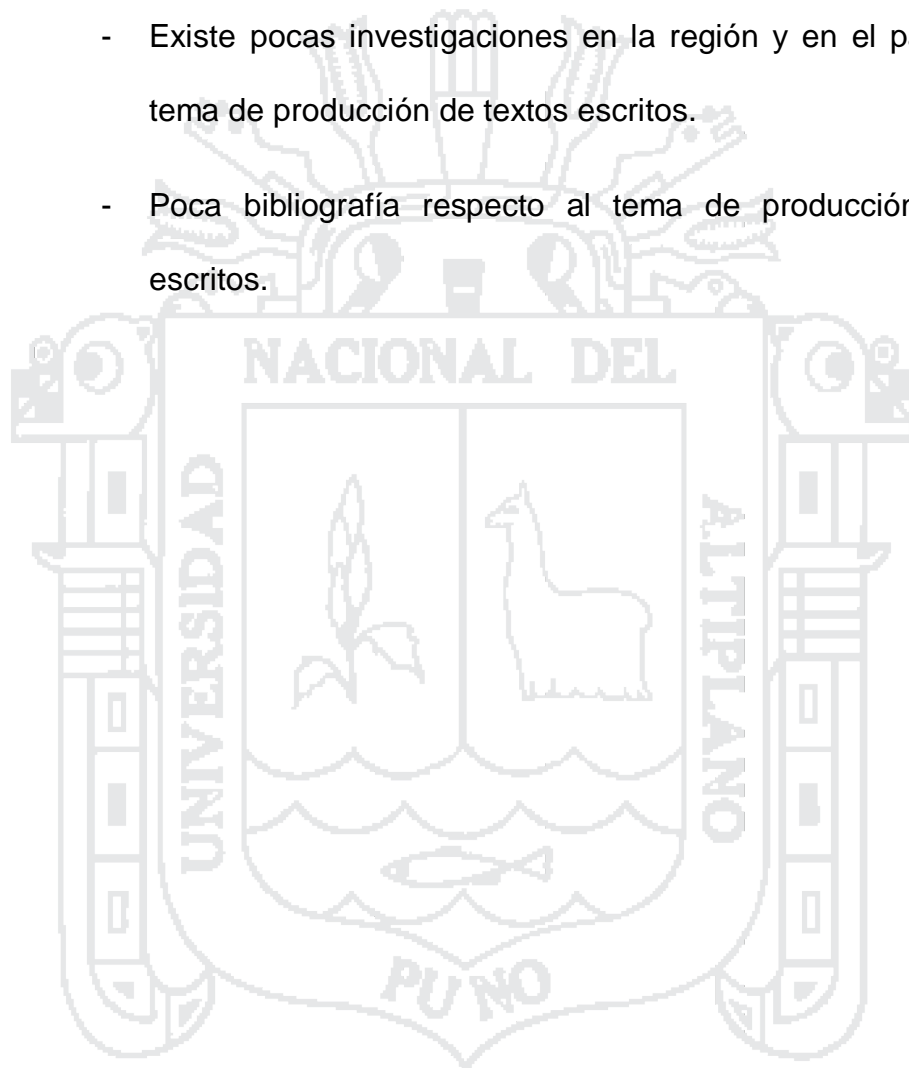 - Existe pocas investigaciones en la región y en el
tema de producción de textos escritos.
- Poca bibliografía respecto al tema de producción
escritos.
NACIONAL DEL
UNIVERSIDAD
ALTIPLANO
PUNO